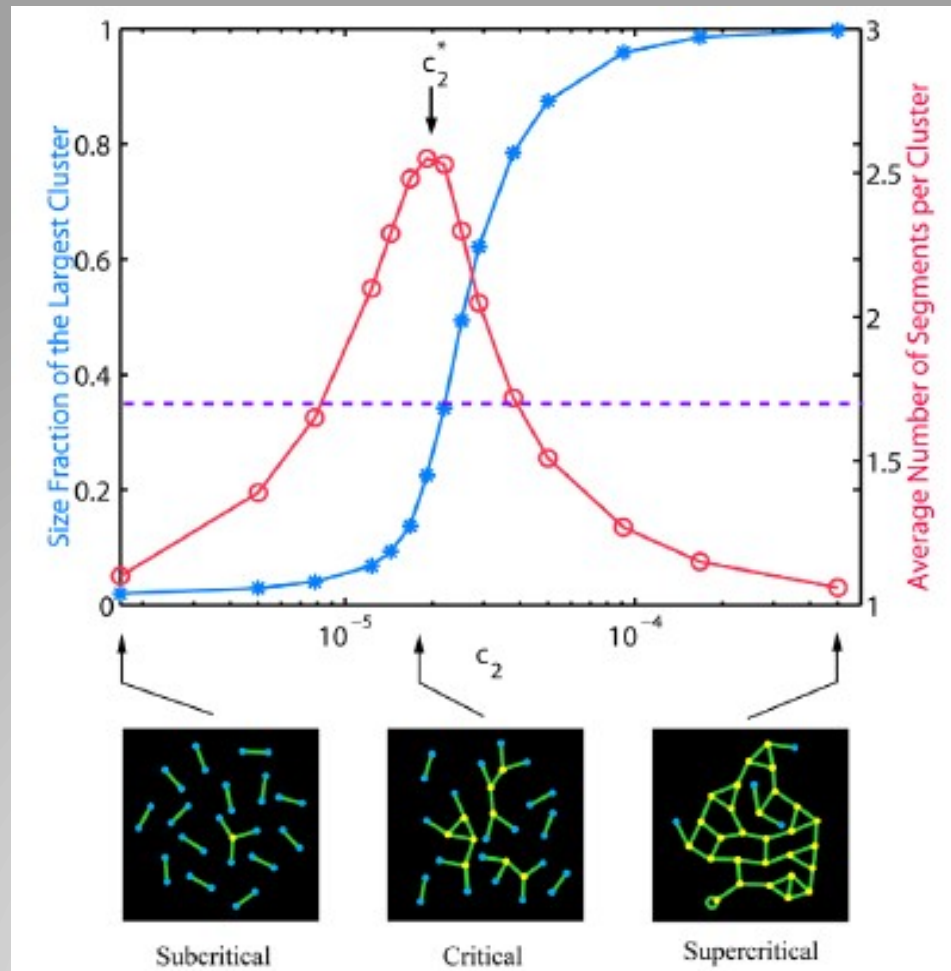 Size Fraction of the Largest Cluster
1
0.8
0.6
0.4
0.2
0
c₂*
3
2.5
2
1.5
1
Average Number of Segments per Cluster
10⁻⁵
10⁻⁴
c₂
Subcritical
Critical
Supercritical